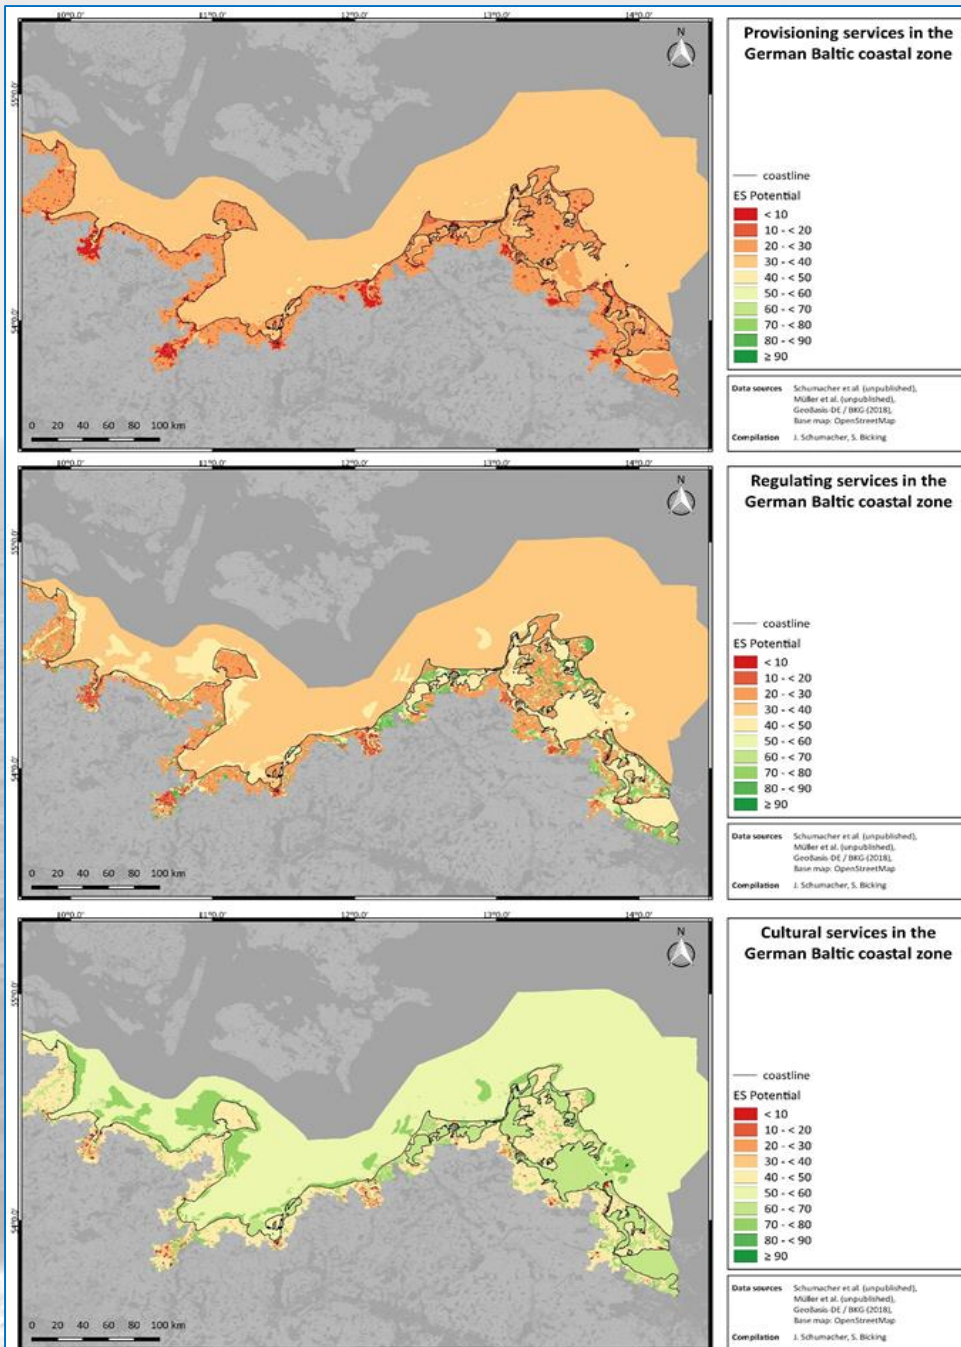 10°0.0' 11°0.0' 12°0.0' 13°0.0' 14°0.0'
N
55°0.0'
54°0.0'
0 20 40 60 80 100 km
Provisioning services in the
German Baltic coastal zone
coastline
ES Potential
< 10
10 - < 20
20 - < 30
30 - < 40
40 - < 50
50 - < 60
60 - < 70
70 - < 80
80 - < 90
≥ 90
Data sources Schumacher et al. (unpublished),
Müller et al. (unpublished),
GeoBasis-DE / BKG (2018),
Base map: OpenStreetMap
Compilation J. Schumacher, S. Bicking
10°0.0' 11°0.0' 12°0.0' 13°0.0' 14°0.0'
N
55°0.0'
54°0.0'
0 20 40 60 80 100 km
Regulating services in the
German Baltic coastal zone
coastline
ES Potential
< 10
10 - < 20
20 - < 30
30 - < 40
40 - < 50
50 - < 60
60 - < 70
70 - < 80
80 - < 90
≥ 90
Data sources Schumacher et al. (unpublished),
Müller et al. (unpublished),
GeoBasis-DE / BKG (2018),
Base map: OpenStreetMap
Compilation J. Schumacher, S. Bicking
10°0.0' 11°0.0' 12°0.0' 13°0.0' 14°0.0'
N
55°0.0'
54°0.0'
0 20 40 60 80 100 km
Cultural services in the
German Baltic coastal zone
coastline
ES Potential
< 10
10 - < 20
20 - < 30
30 - < 40
40 - < 50
50 - < 60
60 - < 70
70 - < 80
80 - < 90
≥ 90
Data sources Schumacher et al. (unpublished),
Müller et al. (unpublished),
GeoBasis-DE / BKG (2018),
Base map: OpenStreetMap
Compilation J. Schumacher, S. Bicking